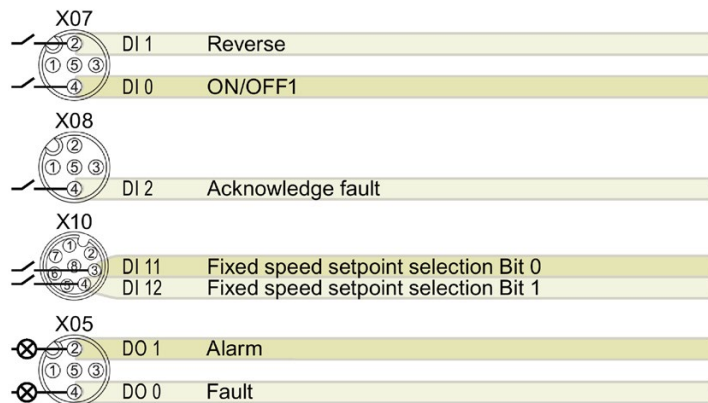 X07
② DI 1 Reverse
① ⑤ ③
④ DI 0 ON/OFF1
X08
②
① ⑤ ③
④ DI 2 Acknowledge fault
X10
① ②
⑦ ⑧ ③ DI 11 Fixed speed setpoint selection Bit 0
⑥ ⑤ ④ DI 12 Fixed speed setpoint selection Bit 1
X05
② DO 1 Alarm
① ⑤ ③
④ DO 0 Fault